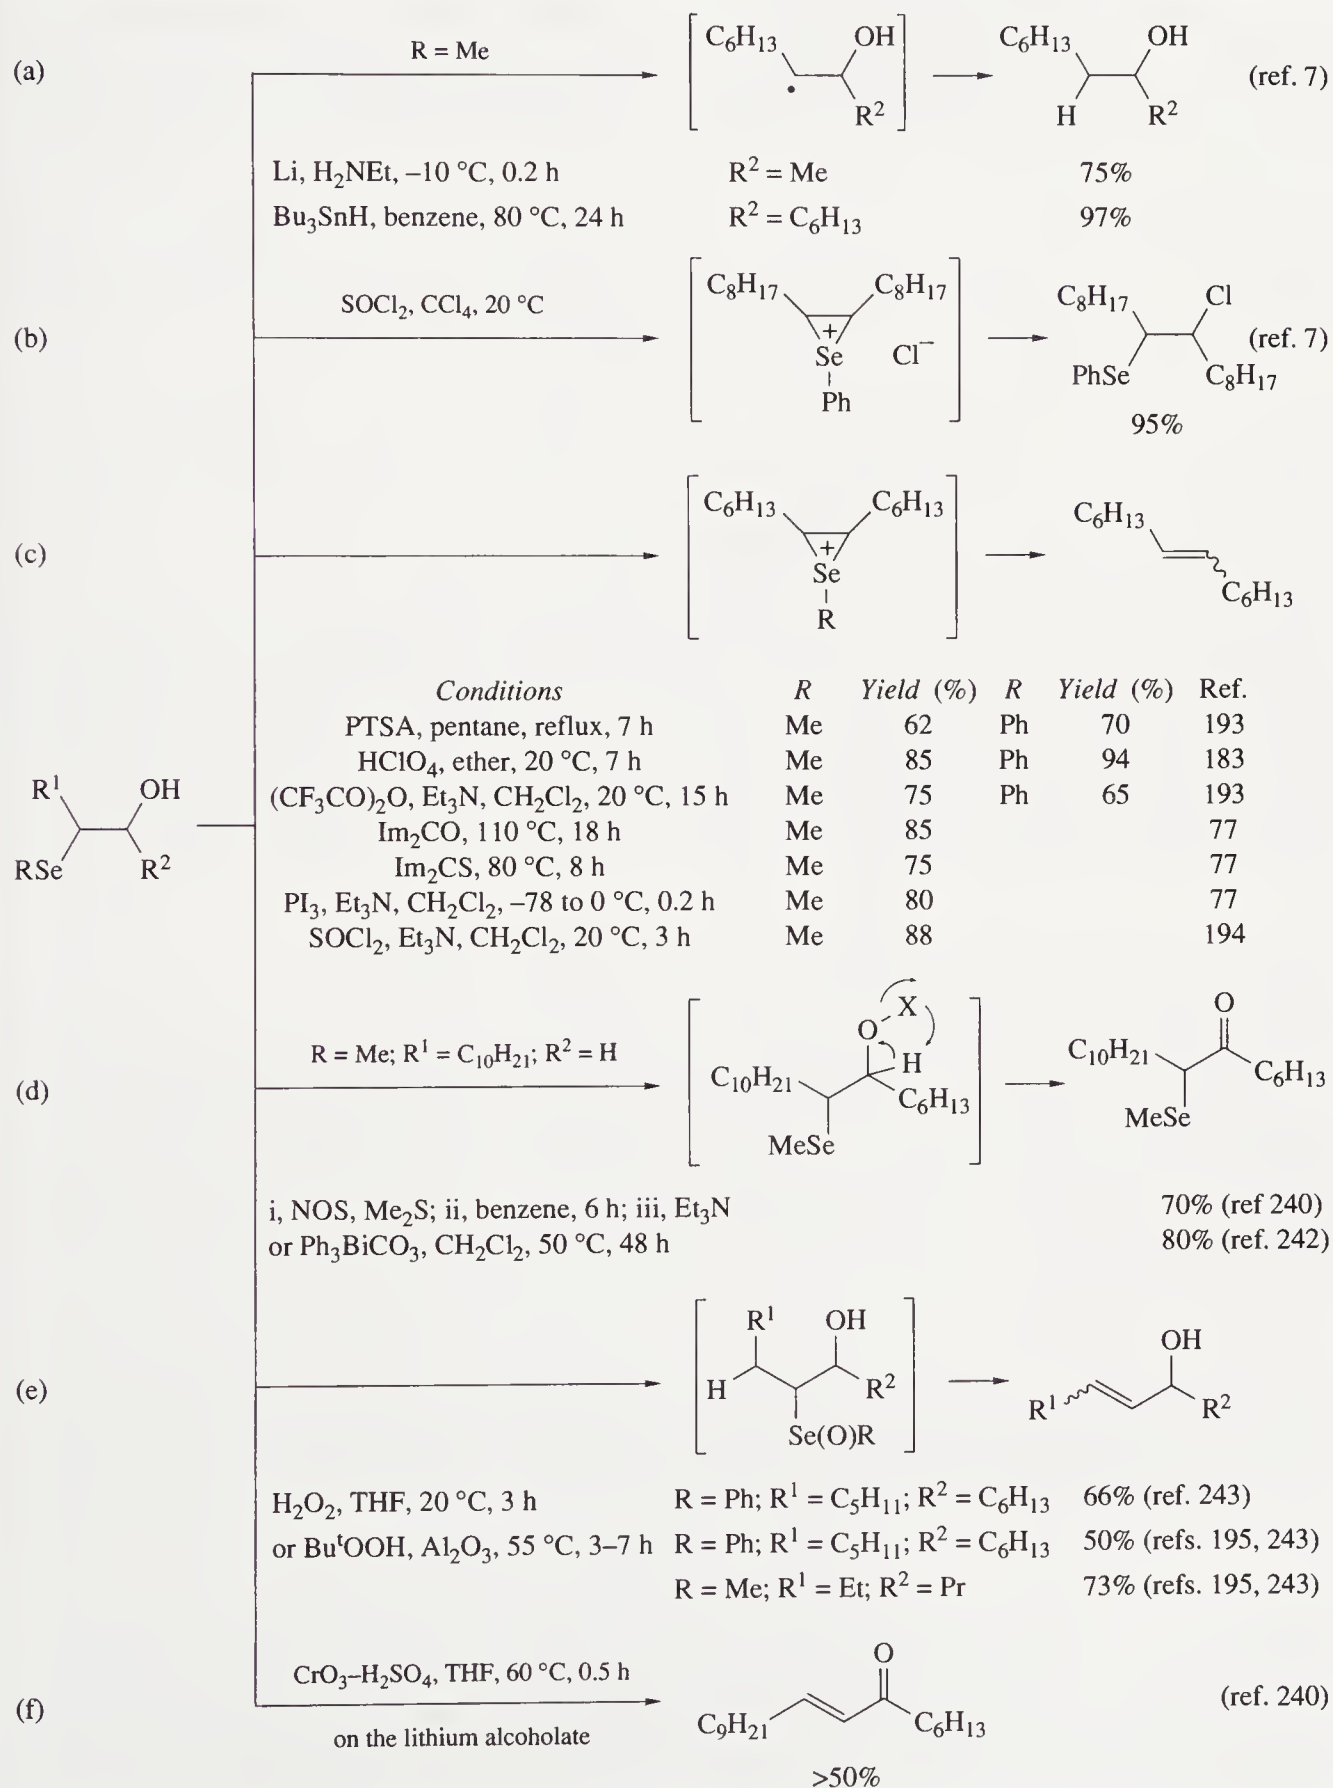 (a)
R = Me
C6H13 OH
•
R2
C6H13 OH
H R2
(ref. 7)
Li, H2NEt, –10 °C, 0.2 h R2 = Me 75%
Bu3SnH, benzene, 80 °C, 24 h R2 = C6H13 97%
(b)
SOCl2, CCl4, 20 °C
C8H17 C8H17
+
Se Cl–
Ph
C8H17 Cl
PhSe C8H17
(ref. 7)
95%
(c)
C6H13 C6H13
+
Se
R
C6H13
C6H13
Conditions R Yield (%) R Yield (%) Ref.
PTSA, pentane, reflux, 7 h Me 62 Ph 70 193
HClO4, ether, 20 °C, 7 h Me 85 Ph 94 183
(CF3CO)2O, Et3N, CH2Cl2, 20 °C, 15 h Me 75 Ph 65 193
Im2CO, 110 °C, 18 h Me 85 77
Im2CS, 80 °C, 8 h Me 75 77
PI3, Et3N, CH2Cl2, –78 to 0 °C, 0.2 h Me 80 77
SOCl2, Et3N, CH2Cl2, 20 °C, 3 h Me 88 194
R1 OH
RSe R2
(d)
R = Me; R1 = C10H21; R2 = H
X
O
H
C10H21
C6H13
MeSe
O
C10H21
C6H13
MeSe
i, NOS, Me2S; ii, benzene, 6 h; iii, Et3N 70% (ref 240)
or Ph3BiCO3, CH2Cl2, 50 °C, 48 h 80% (ref. 242)
(e)
R1 OH
H R2
Se(O)R
OH
R1 R2
H2O2, THF, 20 °C, 3 h R = Ph; R1 = C5H11; R2 = C6H13 66% (ref. 243)
or ButOOH, Al2O3, 55 °C, 3–7 h R = Ph; R1 = C5H11; R2 = C6H13 50% (refs. 195, 243)
R = Me; R1 = Et; R2 = Pr 73% (refs. 195, 243)
(f)
CrO3–H2SO4, THF, 60 °C, 0.5 h
on the lithium alcoholate
O
C9H21 C6H13
(ref. 240)
>50%